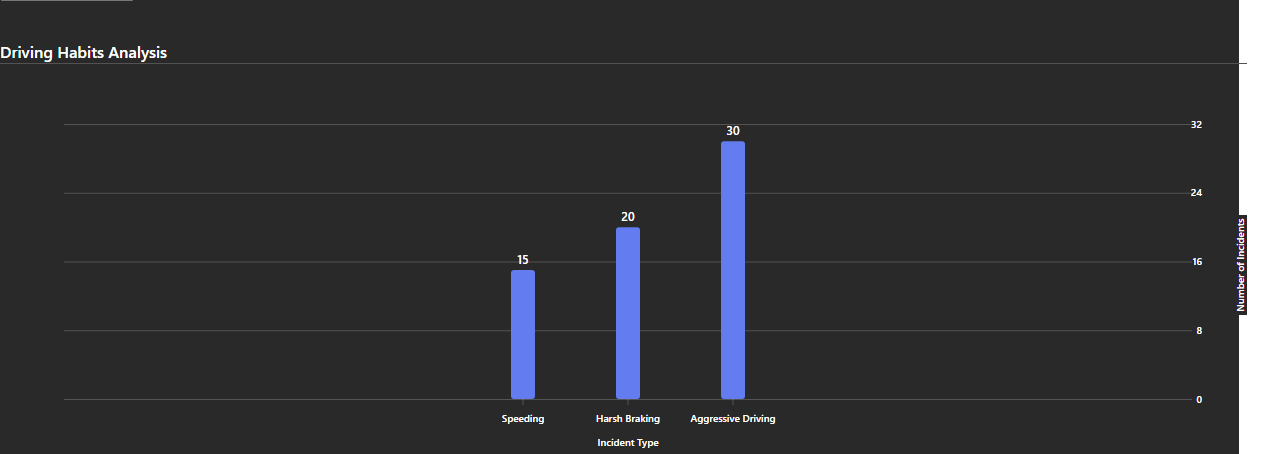 Driving Habits Analysis
32
30
24
20
Number of Incidents
15
16
8
0
Speeding
Harsh Braking
Aggressive Driving
Incident Type